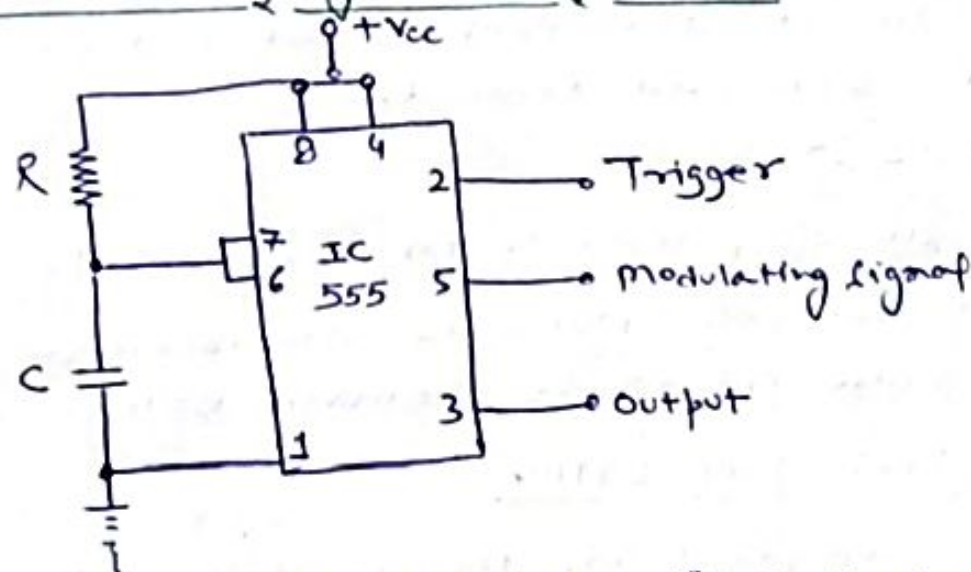 +Vcc
8 4
R
2 Trigger
7 IC
6 555 5 Modulating Signal
C
3 output
1